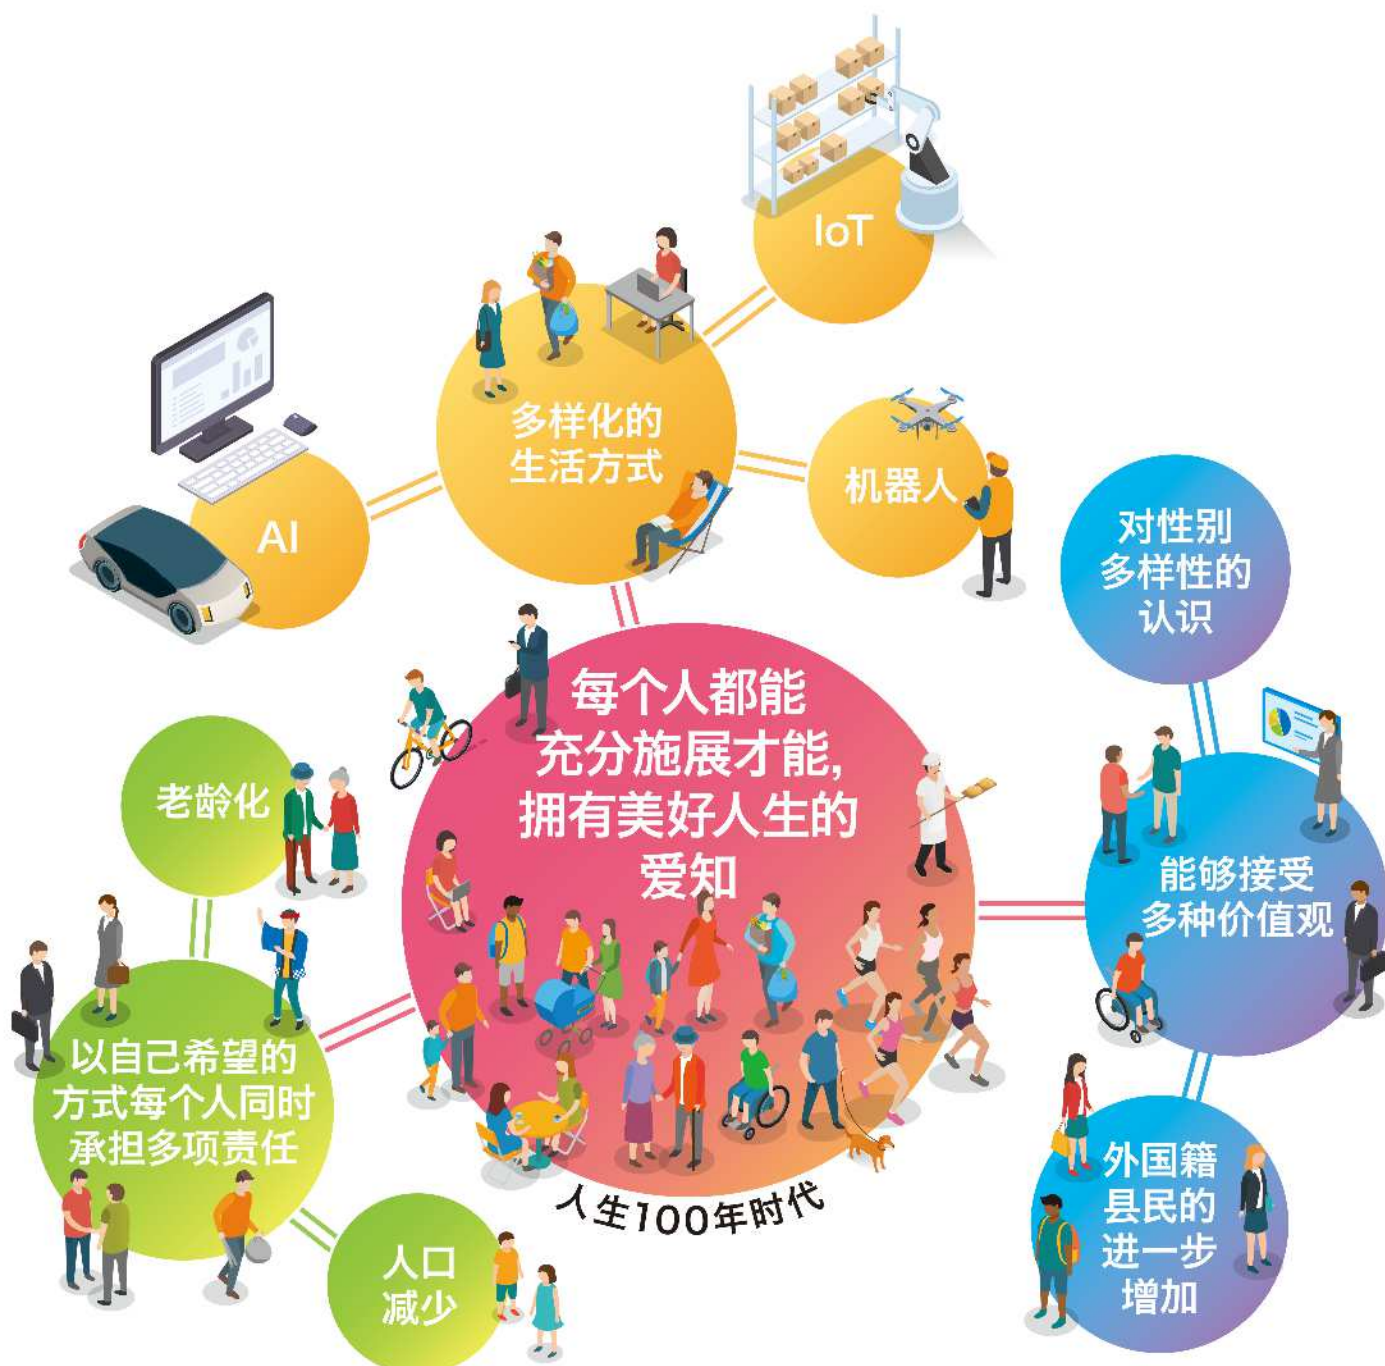 IoT
多样化的
生活方式
机器人
AI
对性别
多样性的
认识
每个人都能
充分施展才能,
拥有美好人生的
爱知
老龄化
能够接受
多种价值观
以自己希望的
方式每个人同时
承担多项责任
人生100年时代
外国籍
县民的
进一步
增加
人口
减少